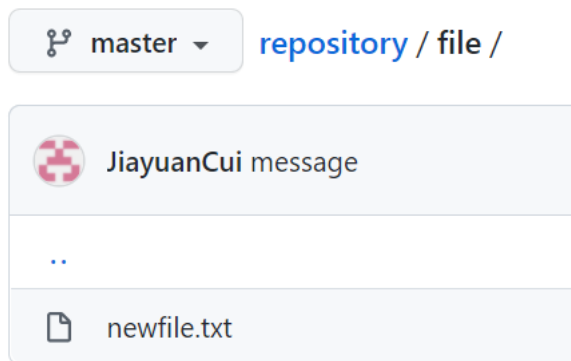 master repository / file /
JiayuanCui message
..
newfile.txt